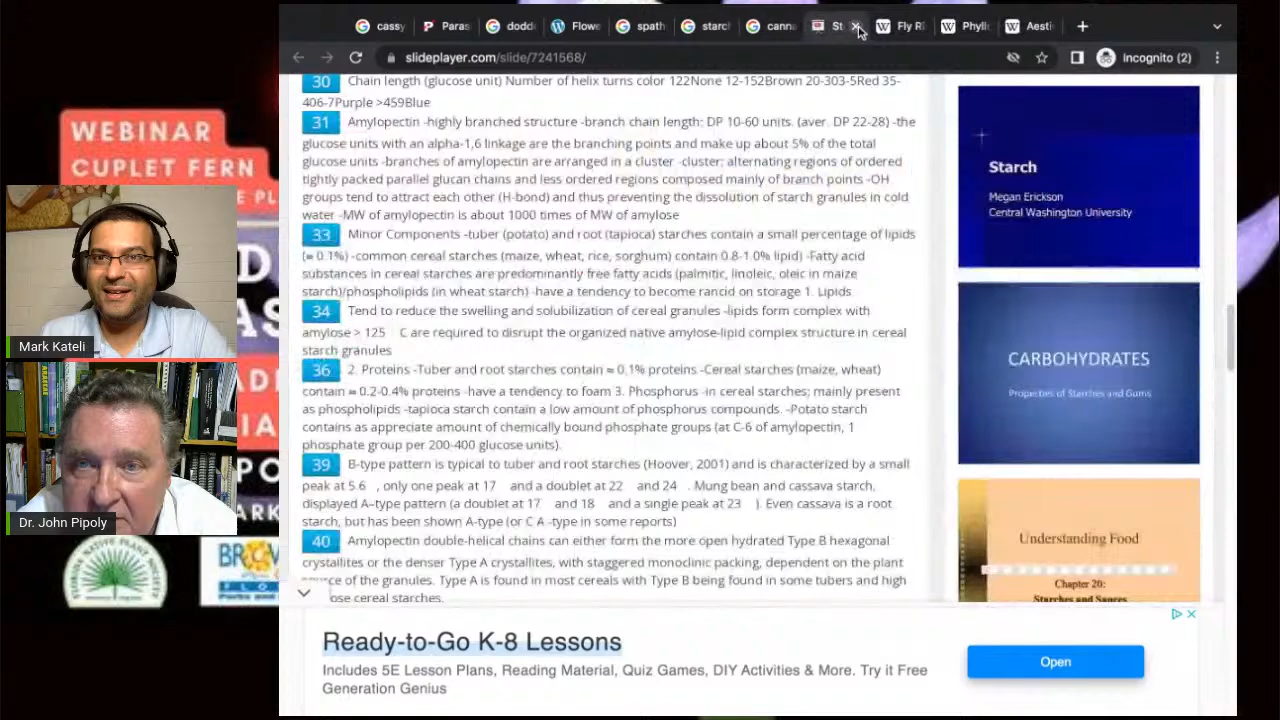 cassy
Paras
dodd
Flowe
spath
starch
canna
St
Fly R
Phylli
Aesti
slideplayer.com/slide/7241568/
Incognito (2)
30 Chain length (glucose unit) Number of helix turns color 122None 12-152Brown 20-303-5Red 35-
406-7Purple >459Blue
31 Amylopectin -highly branched structure -branch chain length: DP 10-60 units. (aver. DP 22-28) -the
glucose units with an alpha-1,6 linkage are the branching points and make up about 5% of the total
glucose units -branches of amylopectin are arranged in a cluster -cluster: alternating regions of ordered
tightly packed parallel glucan chains and less ordered regions composed mainly of branch points -OH
groups tend to attract each other (H-bond) and thus preventing the dissolution of starch granules in cold
water -MW of amylopectin is about 1000 times of MW of amylose
33 Minor Components -tuber (potato) and root (tapioca) starches contain a small percentage of lipids
(≈ 0.1%) -common cereal starches (maize, wheat, rice, sorghum) contain 0.8-1.0% lipid) -Fatty acid
substances in cereal starches are predominantly free fatty acids (palmitic, linoleic, oleic in maize
starch)/phospholipids (in wheat starch) -have a tendency to become rancid on storage 1. Lipids
34 Tend to reduce the swelling and solubilization of cereal granules -lipids form complex with
amylose > 125 C are required to disrupt the organized native amylose-lipid complex structure in cereal
starch granules
36 2. Proteins -Tuber and root starches contain ≈ 0.1% proteins -Cereal starches (maize, wheat)
contain ≈ 0.2-0.4% proteins -have a tendency to foam 3. Phosphorus -in cereal starches; mainly present
as phospholipids -tapioca starch contain a low amount of phosphorus compounds. -Potato starch
contains as appreciate amount of chemically bound phosphate groups (at C-6 of amylopectin, 1
phosphate group per 200-400 glucose units).
39 B-type pattern is typical to tuber and root starches (Hoover, 2001) and is characterized by a small
peak at 5.6 , only one peak at 17 and a doublet at 22 and 24 . Mung bean and cassava starch,
displayed A–type pattern (a doublet at 17 and 18 and a single peak at 23 ). Even cassava is a root
starch, but has been shown A-type (or C A -type in some reports)
40 Amylopectin double-helical chains can either form the more open hydrated Type B hexagonal
crystallites or the denser Type A crystallites, with staggered monoclinic packing, dependent on the plant
source of the granules. Type A is found in most cereals with Type B being found in some tubers and high
ose cereal starches.
Starch
Megan Erickson
Central Washington University
CARBOHYDRATES
Properties of Starches and Gums
Understanding Food
Chapter 20:
Starches and Sauces
Ready-to-Go K-8 Lessons
Includes 5E Lesson Plans, Reading Material, Quiz Games, DIY Activities & More. Try it Free
Generation Genius
Open
WEBINAR
CUPLET FERN
E PL
Mark Kateli
Dr. John Pipoly